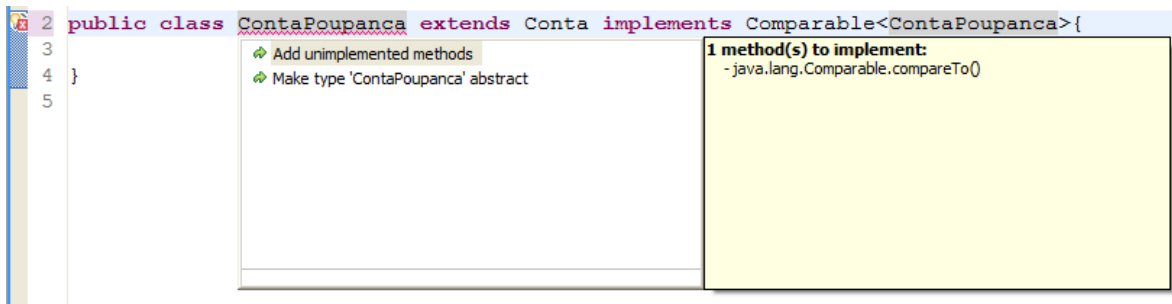 2 public class ContaPoupanca extends Conta implements Comparable<ContaPoupanca>{
3
4 }
5
Add unimplemented methods
Make type 'ContaPoupanca' abstract
1 method(s) to implement:
- java.lang.Comparable.compareTo()